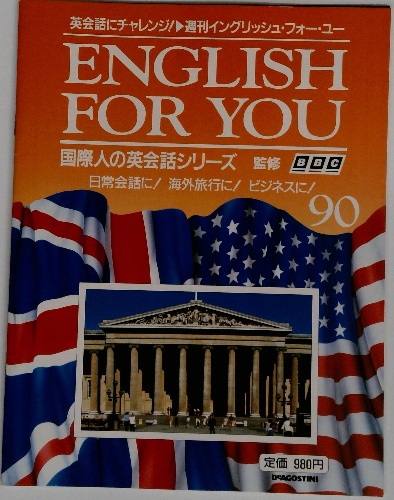 英会話にチャレンジ!▶週刊イングリッシュ・フォー・ユー
ENGLISH
FOR YOU
国際人の英会話シリーズ 監修 BBC
日常会話に! 海外旅行に! ビジネスに!
90
定価 980円
DeAGOSTINI